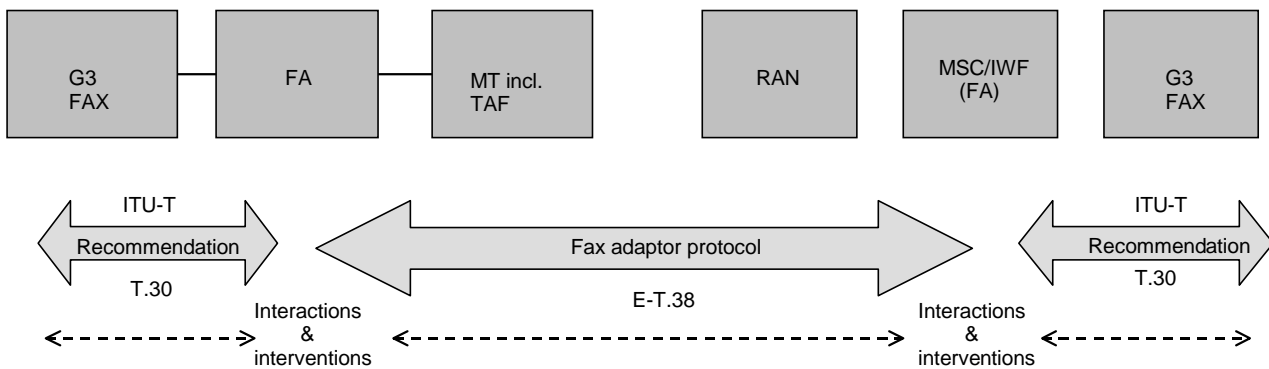 G3
FAX
FA
MT incl.
TAF
RAN
MSC/IWF
(FA)
G3
FAX
ITU-T
Recommendation
T.30
Fax adaptor protocol
E-T.38
ITU-T
Recommendation
T.30
Interactions
&
interventions
Interactions
&
interventions